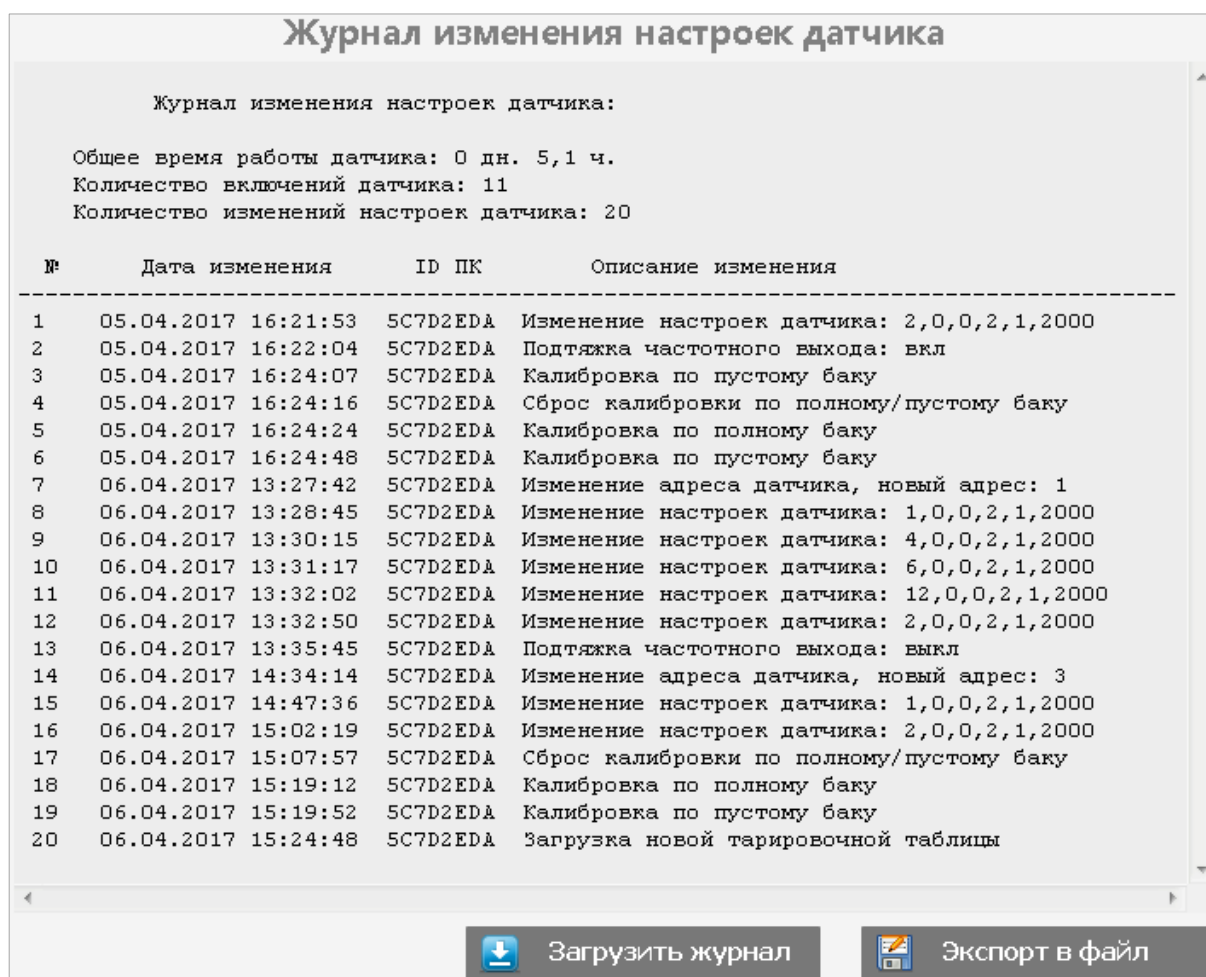 Журнал изменения настроек датчика
Журнал изменения настроек датчика:
Общее время работы датчика: 0 дн. 5,1 ч.
Количество включений датчика: 11
Количество изменений настроек датчика: 20
№ Дата изменения ID ПК Описание изменения
1 05.04.2017 16:21:53 5C7D2EDA Изменение настроек датчика: 2,0,0,2,1,2000
2 05.04.2017 16:22:04 5C7D2EDA Подтяжка частотного выхода: вкл
3 05.04.2017 16:24:07 5C7D2EDA Калибровка по пустому баку
4 05.04.2017 16:24:16 5C7D2EDA Сброс калибровки по полному/пустому баку
5 05.04.2017 16:24:24 5C7D2EDA Калибровка по полному баку
6 05.04.2017 16:24:48 5C7D2EDA Калибровка по пустому баку
7 06.04.2017 13:27:42 5C7D2EDA Изменение адреса датчика, новый адрес: 1
8 06.04.2017 13:28:45 5C7D2EDA Изменение настроек датчика: 1,0,0,2,1,2000
9 06.04.2017 13:30:15 5C7D2EDA Изменение настроек датчика: 4,0,0,2,1,2000
10 06.04.2017 13:31:17 5C7D2EDA Изменение настроек датчика: 6,0,0,2,1,2000
11 06.04.2017 13:32:02 5C7D2EDA Изменение настроек датчика: 12,0,0,2,1,2000
12 06.04.2017 13:32:50 5C7D2EDA Изменение настроек датчика: 2,0,0,2,1,2000
13 06.04.2017 13:35:45 5C7D2EDA Подтяжка частотного выхода: выкл
14 06.04.2017 14:34:14 5C7D2EDA Изменение адреса датчика, новый адрес: 3
15 06.04.2017 14:47:36 5C7D2EDA Изменение настроек датчика: 1,0,0,2,1,2000
16 06.04.2017 15:02:19 5C7D2EDA Изменение настроек датчика: 2,0,0,2,1,2000
17 06.04.2017 15:07:57 5C7D2EDA Сброс калибровки по полному/пустому баку
18 06.04.2017 15:19:12 5C7D2EDA Калибровка по полному баку
19 06.04.2017 15:19:52 5C7D2EDA Калибровка по пустому баку
20 06.04.2017 15:24:48 5C7D2EDA Загрузка новой тарировочной таблицы
Загрузить журнал
Экспорт в файл